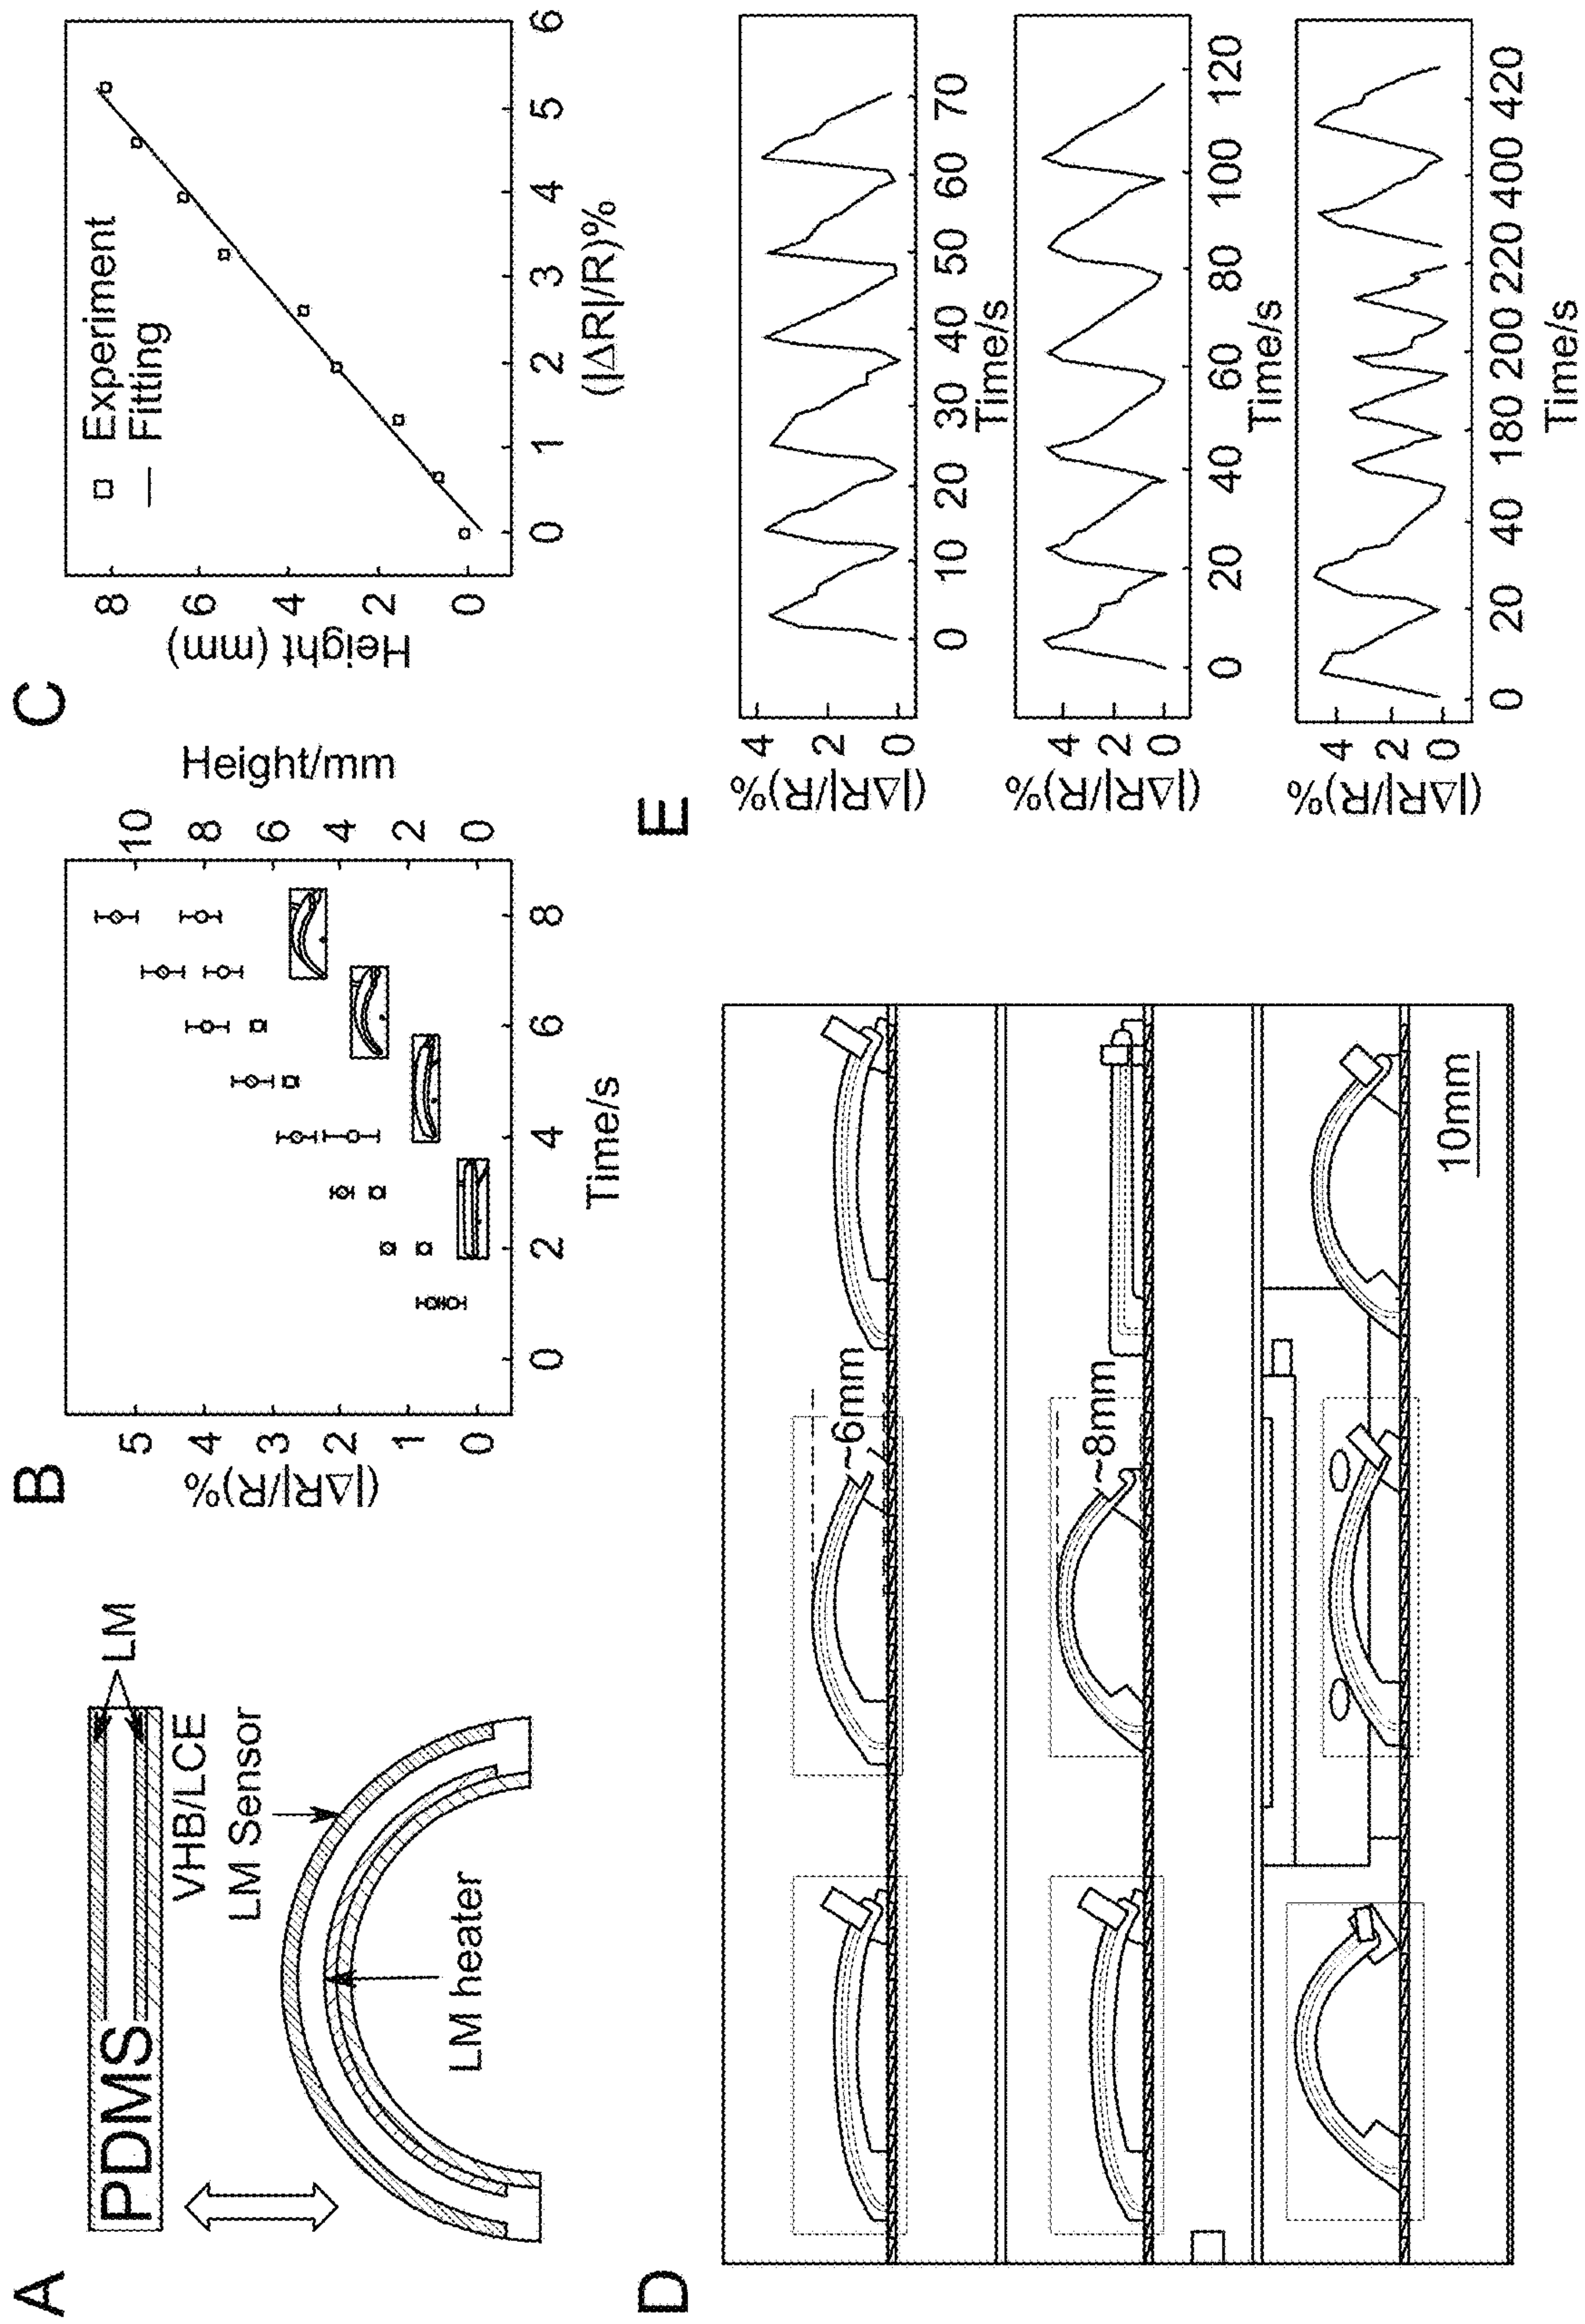 A
PDMS
LM
VHB/LCE
LM Sensor
LM heater
B
(|ΔR|/R)%
5
4
3
2
1
0
Height/mm
10
8
6
4
2
0
0
2
4
6
8
Time/s
C
Height (mm)
8
6
4
2
0
Experiment
Fitting
0
1
2
3
4
5
6
(|ΔR|/R)%
D
~6mm
~8mm
10mm
E
(|ΔR|/R)%
4
2
0
0 10 20 30 40 50 60 70
Time/s
(|ΔR|/R)%
4
2
0
0 20 40 60 80 100 120
Time/s
(|ΔR|/R)%
4
2
0
0 20 40 180 200 220 400 420
Time/s